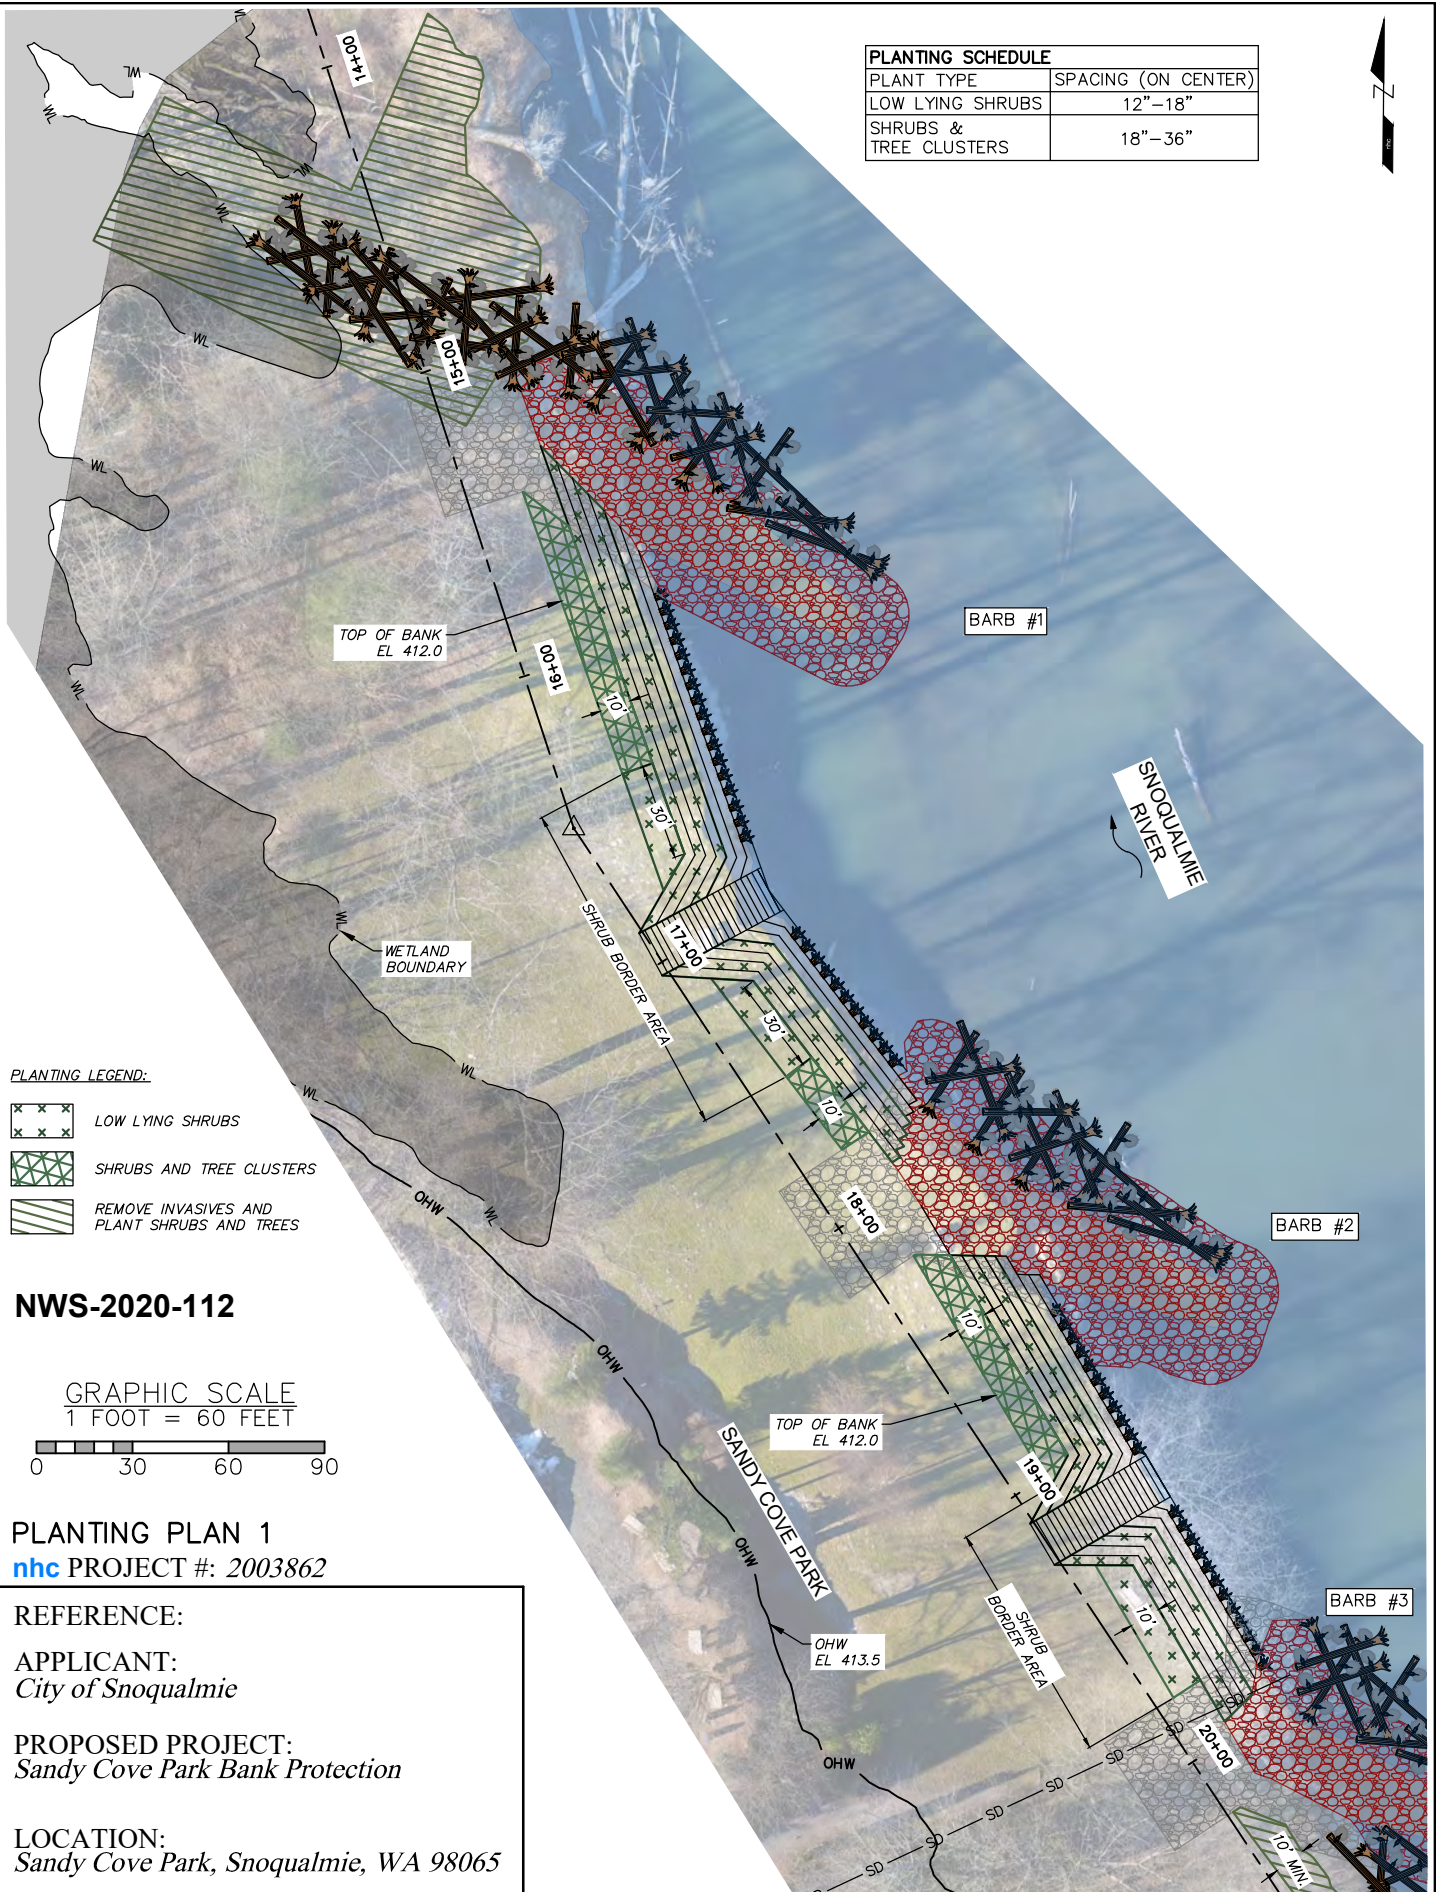 PLANTING SCHEDULE
PLANT TYPE SPACING (ON CENTER)
LOW LYING SHRUBS 12”–18”
SHRUBS &
TREE CLUSTERS 18”–36”
N
nhc
14+00
WL
WL
WL
WL
WL
WL
15+00
WL
BARB #1
TOP OF BANK
EL 412.0
16+00
WL
10'
30'
SNOQUALMIE
RIVER
WL
WETLAND
BOUNDARY
SHRUB BORDER AREA
17+00
30'
WL
WL
10'
PLANTING LEGEND:
LOW LYING SHRUBS
SHRUBS AND TREE CLUSTERS
REMOVE INVASIVES AND
PLANT SHRUBS AND TREES
OHW
WL
18+00
BARB #2
NWS-2020-112
10'
OHW
GRAPHIC SCALE
1 FOOT = 60 FEET
0 30 60 90
TOP OF BANK
EL 412.0
SANDY COVE PARK
19+00
PLANTING PLAN 1
nhc PROJECT #: 2003862
OHW
BARB #3
10'
SHRUB
BORDER AREA
OHW
EL 413.5
REFERENCE:
APPLICANT:
City of Snoqualmie
PROPOSED PROJECT:
Sandy Cove Park Bank Protection
LOCATION:
Sandy Cove Park, Snoqualmie, WA 98065
SD
SD
SD
SD
SD
SD
SD
20+00
OHW
10' MIN.